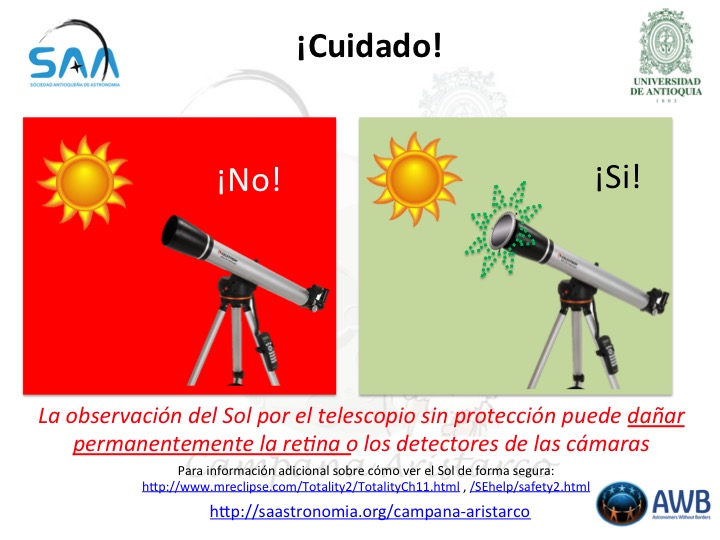 ¡Cuidado!
SAA
SOCIEDAD ANTIOQUEÑA DE ASTRONOMÍA
UNIVERSIDAD
DE ANTIOQUIA
1803
¡No!
¡Si!
La observación del Sol por el telescopio sin protección puede dañar
permanentemente la retina o los detectores de las cámaras
Campana Aristarco
Para información adicional sobre cómo ver el Sol de forma segura:
http://www.mreclipse.com/Totality2/TotalityCh11.html , /SEhelp/safety2.html
http://saastronomia.org/campana-aristarco
AWB
Astronomers Without Borders